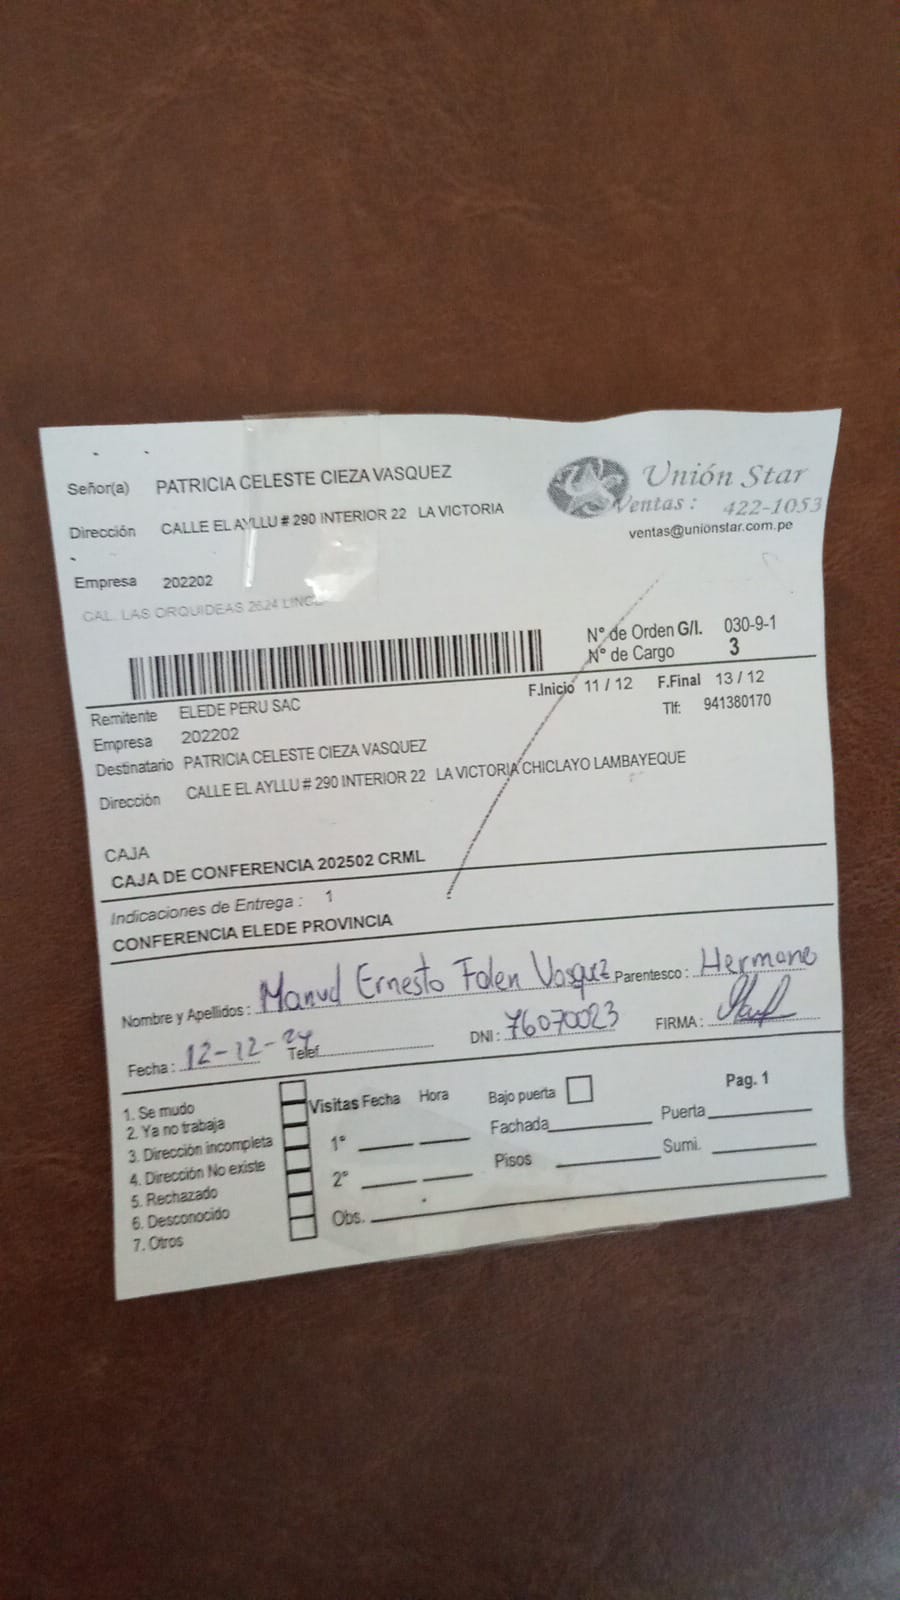 Señor(a) PATRICIA CELESTE CIEZA VASQUEZ
Unión Star
Ventas : 422-1053
ventas@unionstar.com.pe
Dirección CALLE EL AYLLU # 290 INTERIOR 22 LA VICTORIA
Empresa 202202
CAL. LAS ORQUIDEAS 2624 LINCE
N° de Orden G/I. 030-9-1
N° de Cargo 3
F.Inicio 11 / 12 F.Final 13 / 12
Remitente ELEDE PERU SAC
Tlf: 941380170
Empresa 202202
Destinatario PATRICIA CELESTE CIEZA VASQUEZ
Dirección CALLE EL AYLLU # 290 INTERIOR 22 LA VICTORIA CHICLAYO LAMBAYEQUE
CAJA
CAJA DE CONFERENCIA 202502 CRML
Indicaciones de Entrega : 1
CONFERENCIA ELEDE PROVINCIA
Nombre y Apellidos : Manuel Ernesto Falen Vasquez Parentesco : Hermano
Fecha : 12-12-24 Telef DNI : 76070023 FIRMA :
1. Se mudo
2. Ya no trabaja
3. Dirección incompleta
4. Dirección No existe
5. Rechazado
6. Desconocido
7. Otros
Visitas Fecha Hora
1°
2°
Obs.
Bajo puerta Pag. 1
Fachada Puerta
Pisos Sumi.